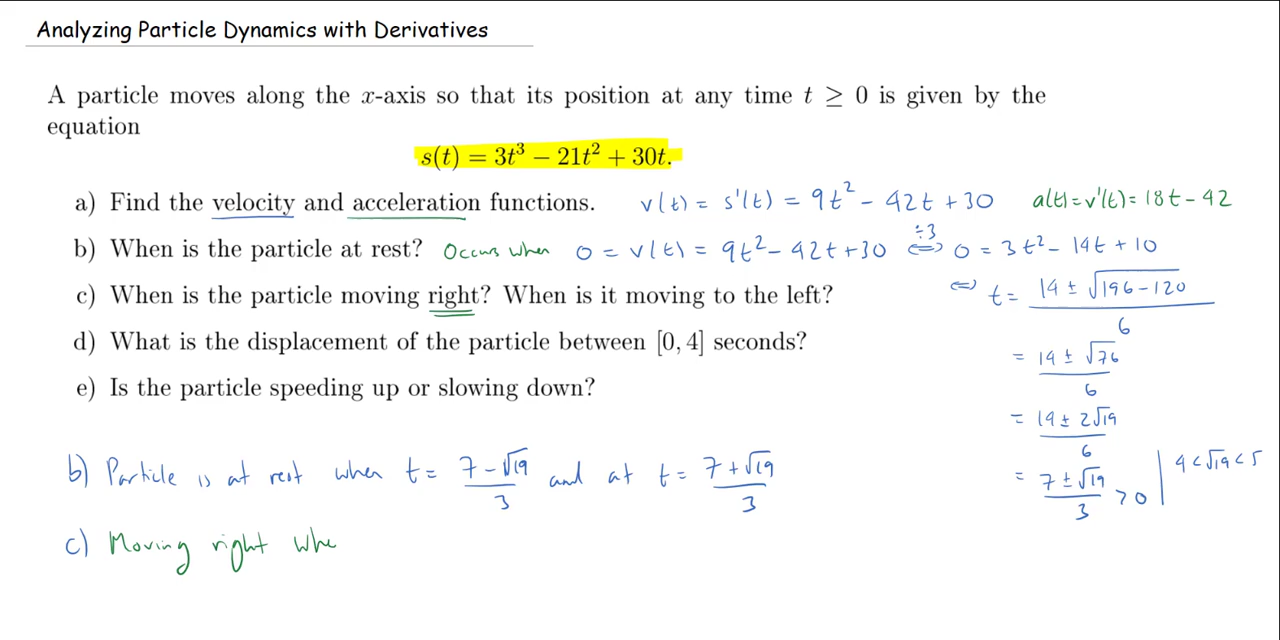 Analyzing Particle Dynamics with Derivatives
A particle moves along the x-axis so that its position at any time t ≥ 0 is given by the
equation
s(t) = 3t³ − 21t² + 30t.
a) Find the velocity and acceleration functions. v(t) = s'(t) = 9t² − 42t + 30 a(t) = v'(t) = 18t − 42
b) When is the particle at rest? Occurs when 0 = v(t) = 9t² − 42t + 30 ÷3 ⟺ 0 = 3t² − 14t + 10
c) When is the particle moving right? When is it moving to the left? ⟺ t = (14 ± √(196 − 120))/6
d) What is the displacement of the particle between [0, 4] seconds?
= (14 ± √76)/6
e) Is the particle speeding up or slowing down?
= (14 ± 2√19)/6
= (7 ± √19)/3 > 0 | 4 < √19 < 5
b) Particle is at rest when t = (7 − √19)/3 and at t = (7 + √19)/3
c) Moving right whe